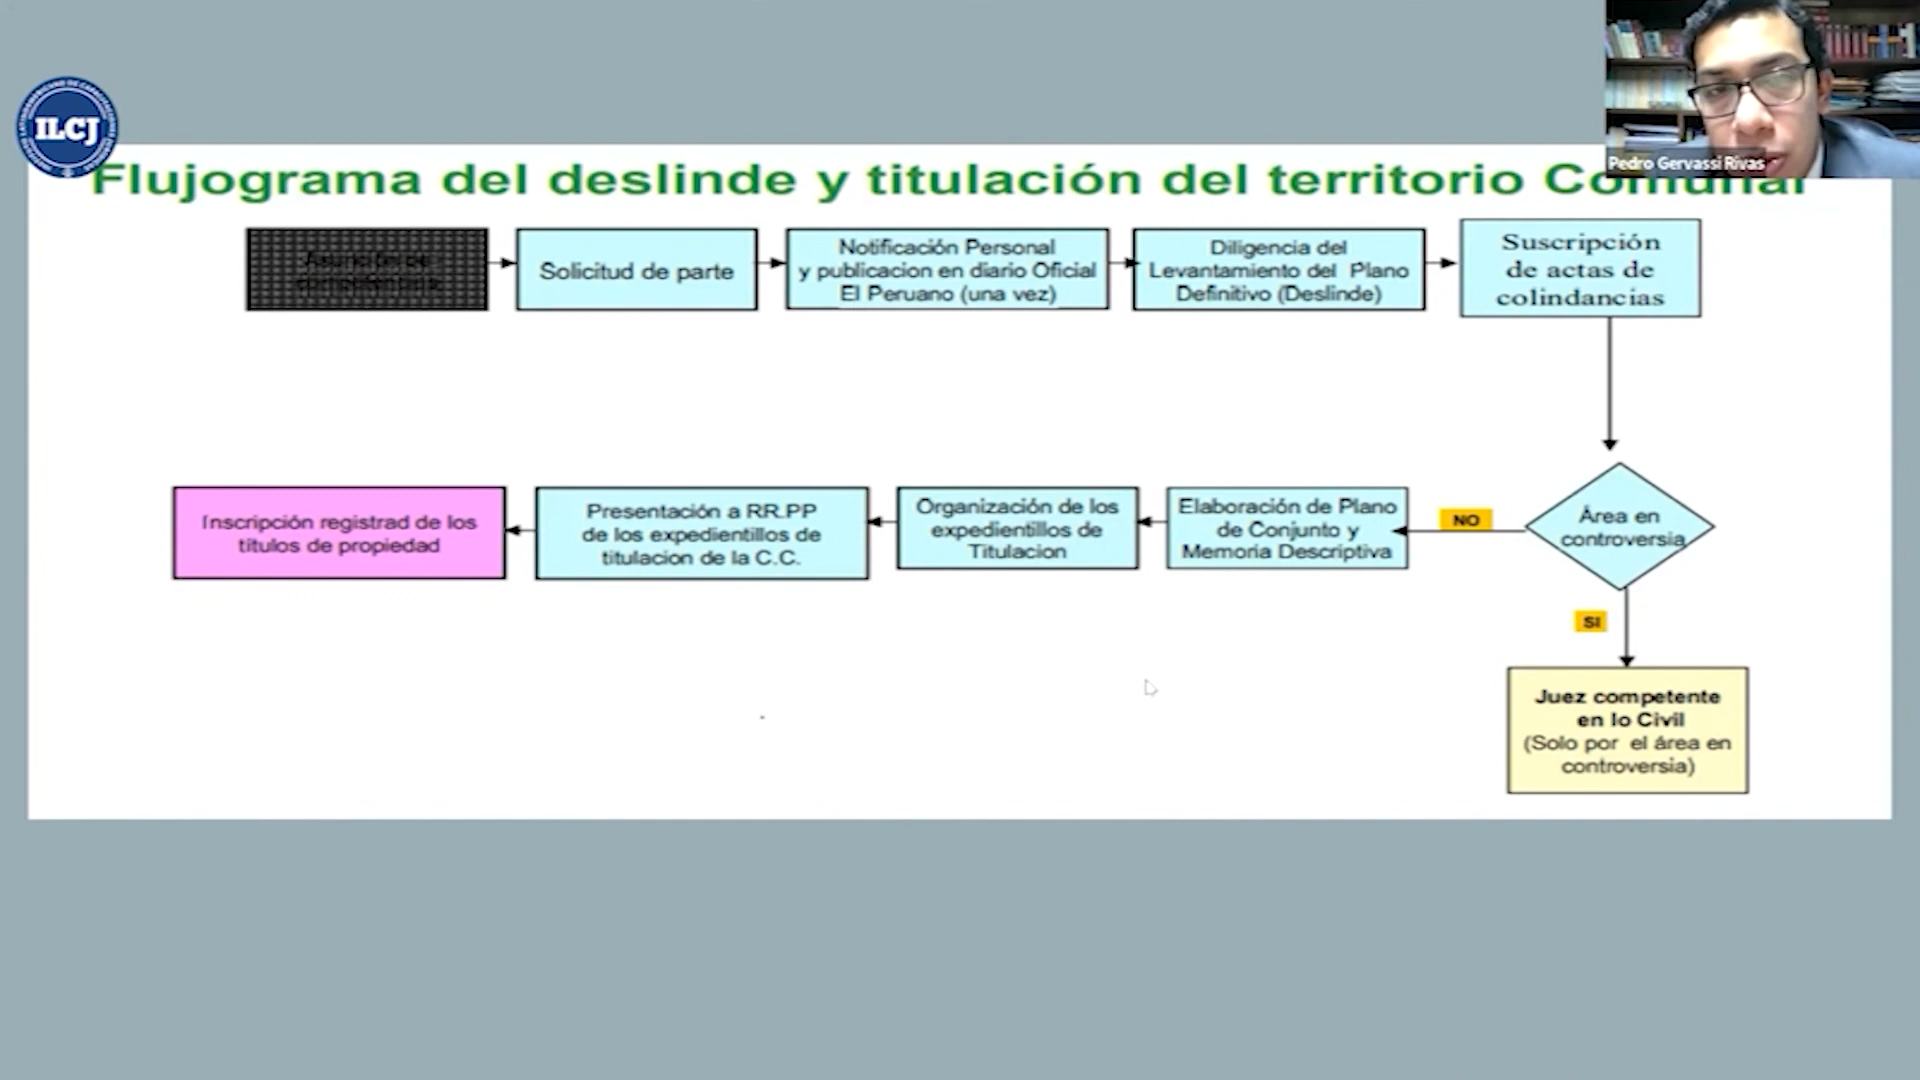 ILCJ
Pedro Gervassi Rivas
Flujograma del deslinde y titulación del territorio Comunal
Solicitud de parte
Notificación Personal
y publicacion en diario Oficial
El Peruano (una vez)
Diligencia del
Levantamiento del Plano
Definitivo (Deslinde)
Suscripción
de actas de
colindancias
Inscripción registrad de los
títulos de propiedad
Presentación a RR.PP
de los expedientillos de
titulacion de la C.C.
Organización de los
expedientillos de
Titulacion
Elaboración de Plano
de Conjunto y
Memoria Descriptiva
NO
Área en
controversia
SI
Juez competente
en lo Civil
(Solo por el área en
controversia)